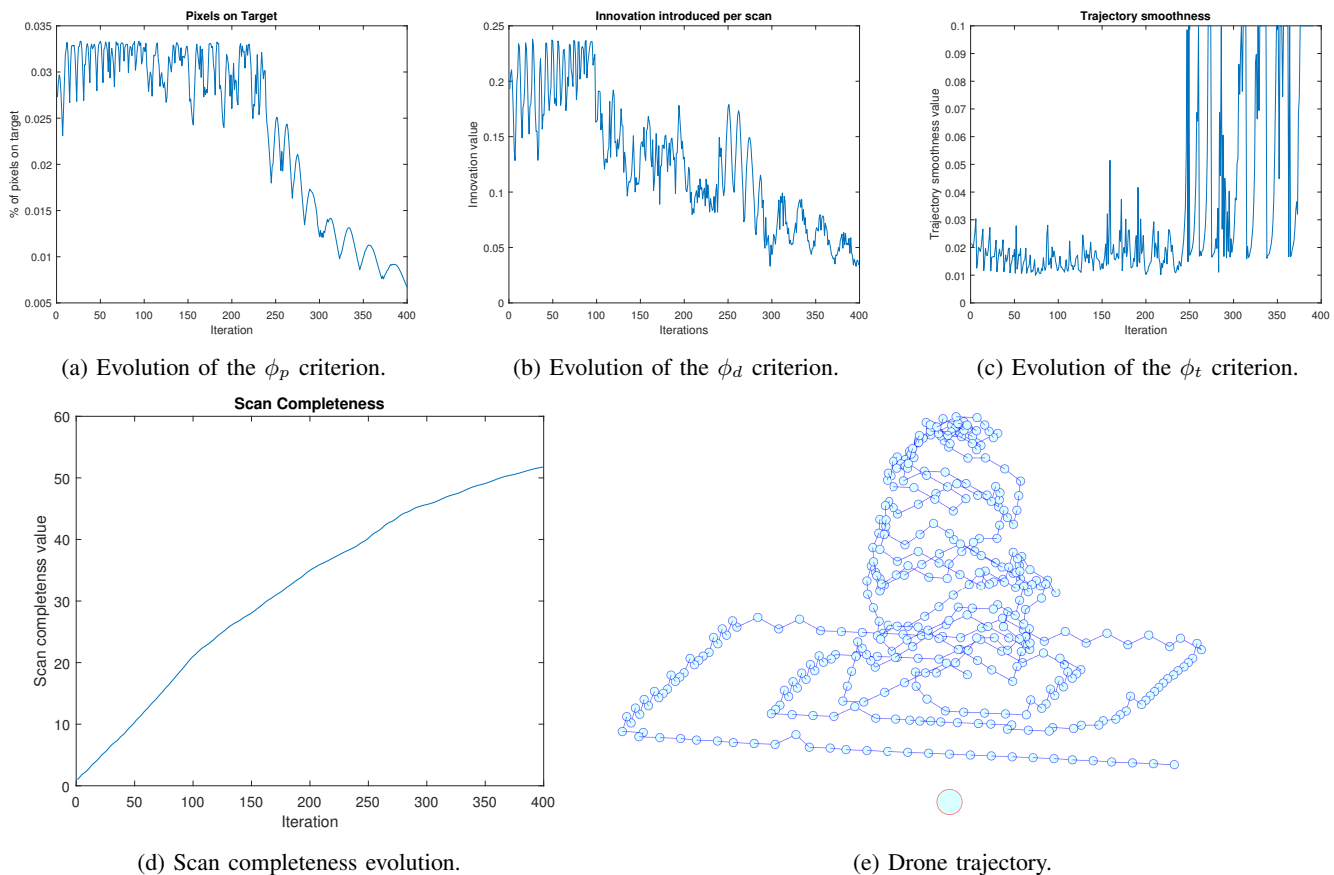 Pixels on Target
% of pixels on target
0.035
0.03
0.025
0.02
0.015
0.01
0.005
0 50 100 150 200 250 300 350 400
Iteration
(a) Evolution of the ϕp criterion.
Innovation introduced per scan
Innovation value
0.25
0.20
0.15
0.1
0.05
0
0 50 100 150 200 250 300 350 400
Iterations
(b) Evolution of the ϕd criterion.
Trajectory smoothness
Trajectory smoothness value
0.1
0.09
0.08
0.07
0.06
0.05
0.04
0.03
0.02
0.01
0
0 50 100 150 200 250 300 350 400
Iteration
(c) Evolution of the ϕt criterion.
Scan Completeness
Scan completenss value
60
50
40
30
20
10
0
0 50 100 150 200 250 300 350 400
Iteration
(d) Scan completeness evolution.
(e) Drone trajectory.